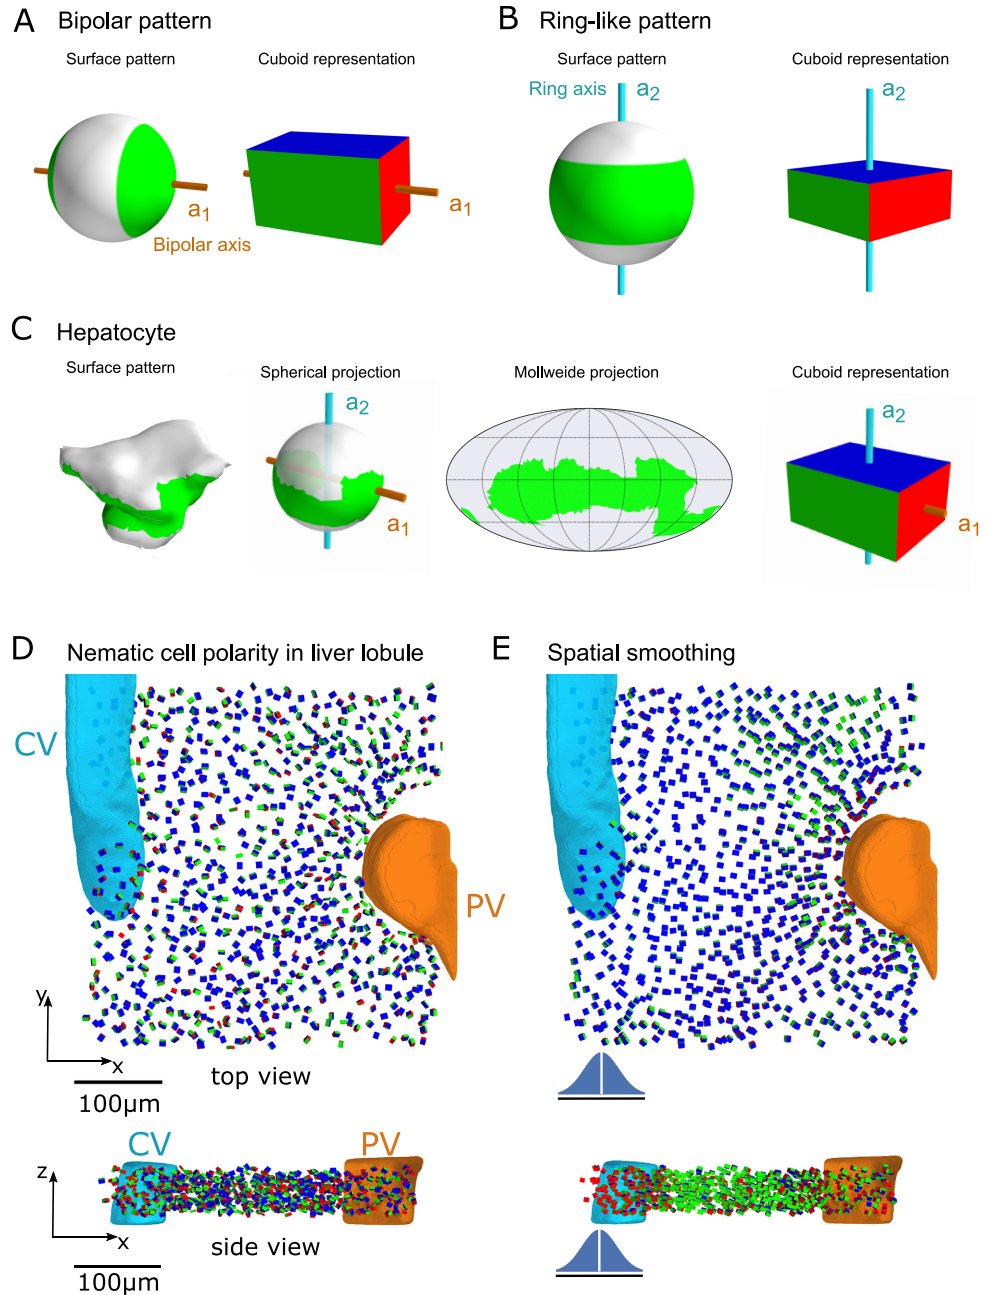 A Bipolar pattern
Surface pattern
Cuboid representation
a1
Bipolar axis
B Ring-like pattern
Surface pattern
Cuboid representation
Ring axis
a2
a2
C Hepatocyte
Surface pattern
Spherical projection
Mollweide projection
Cuboid representation
a2
a1
a2
a1
D Nematic cell polarity in liver lobule
CV
PV
y
x
100µm
top view
CV
PV
z
x
100µm
side view
E Spatial smoothing